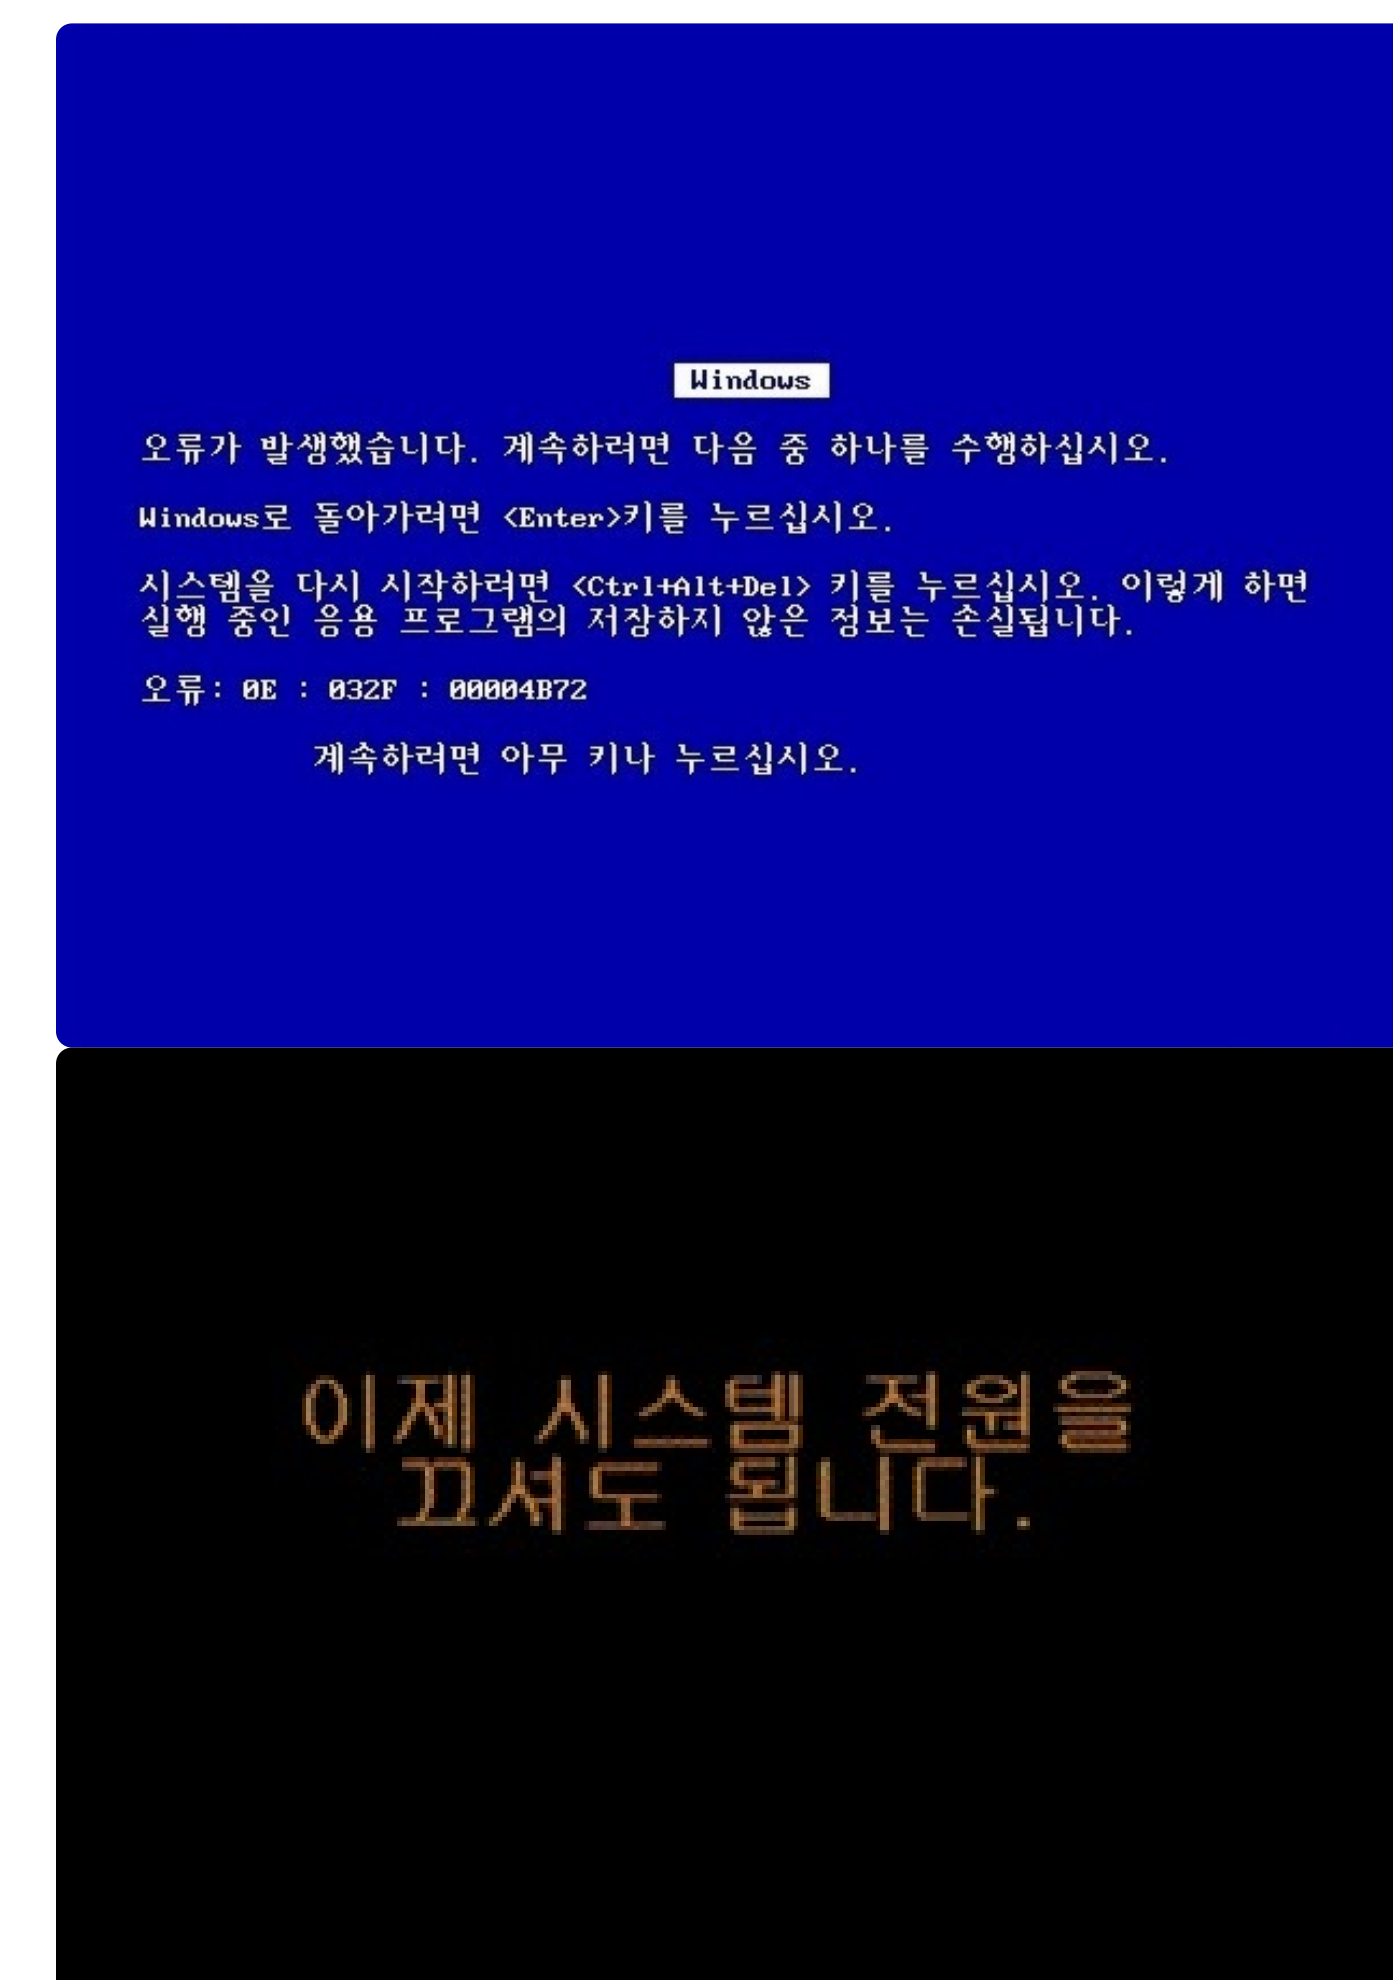 Windows
오류가 발생했습니다. 계속하려면 다음 중 하나를 수행하십시오.
Windows로 돌아가려면 <Enter>키를 누르십시오.
시스템을 다시 시작하려면 <Ctrl+Alt+Del> 키를 누르십시오. 이렇게 하면
실행 중인 응용 프로그램의 저장하지 않은 정보는 손실됩니다.
오류: 0E : 032F : 00004B72
계속하려면 아무 키나 누르십시오.
이제 시스템 전원을
끄셔도 됩니다.